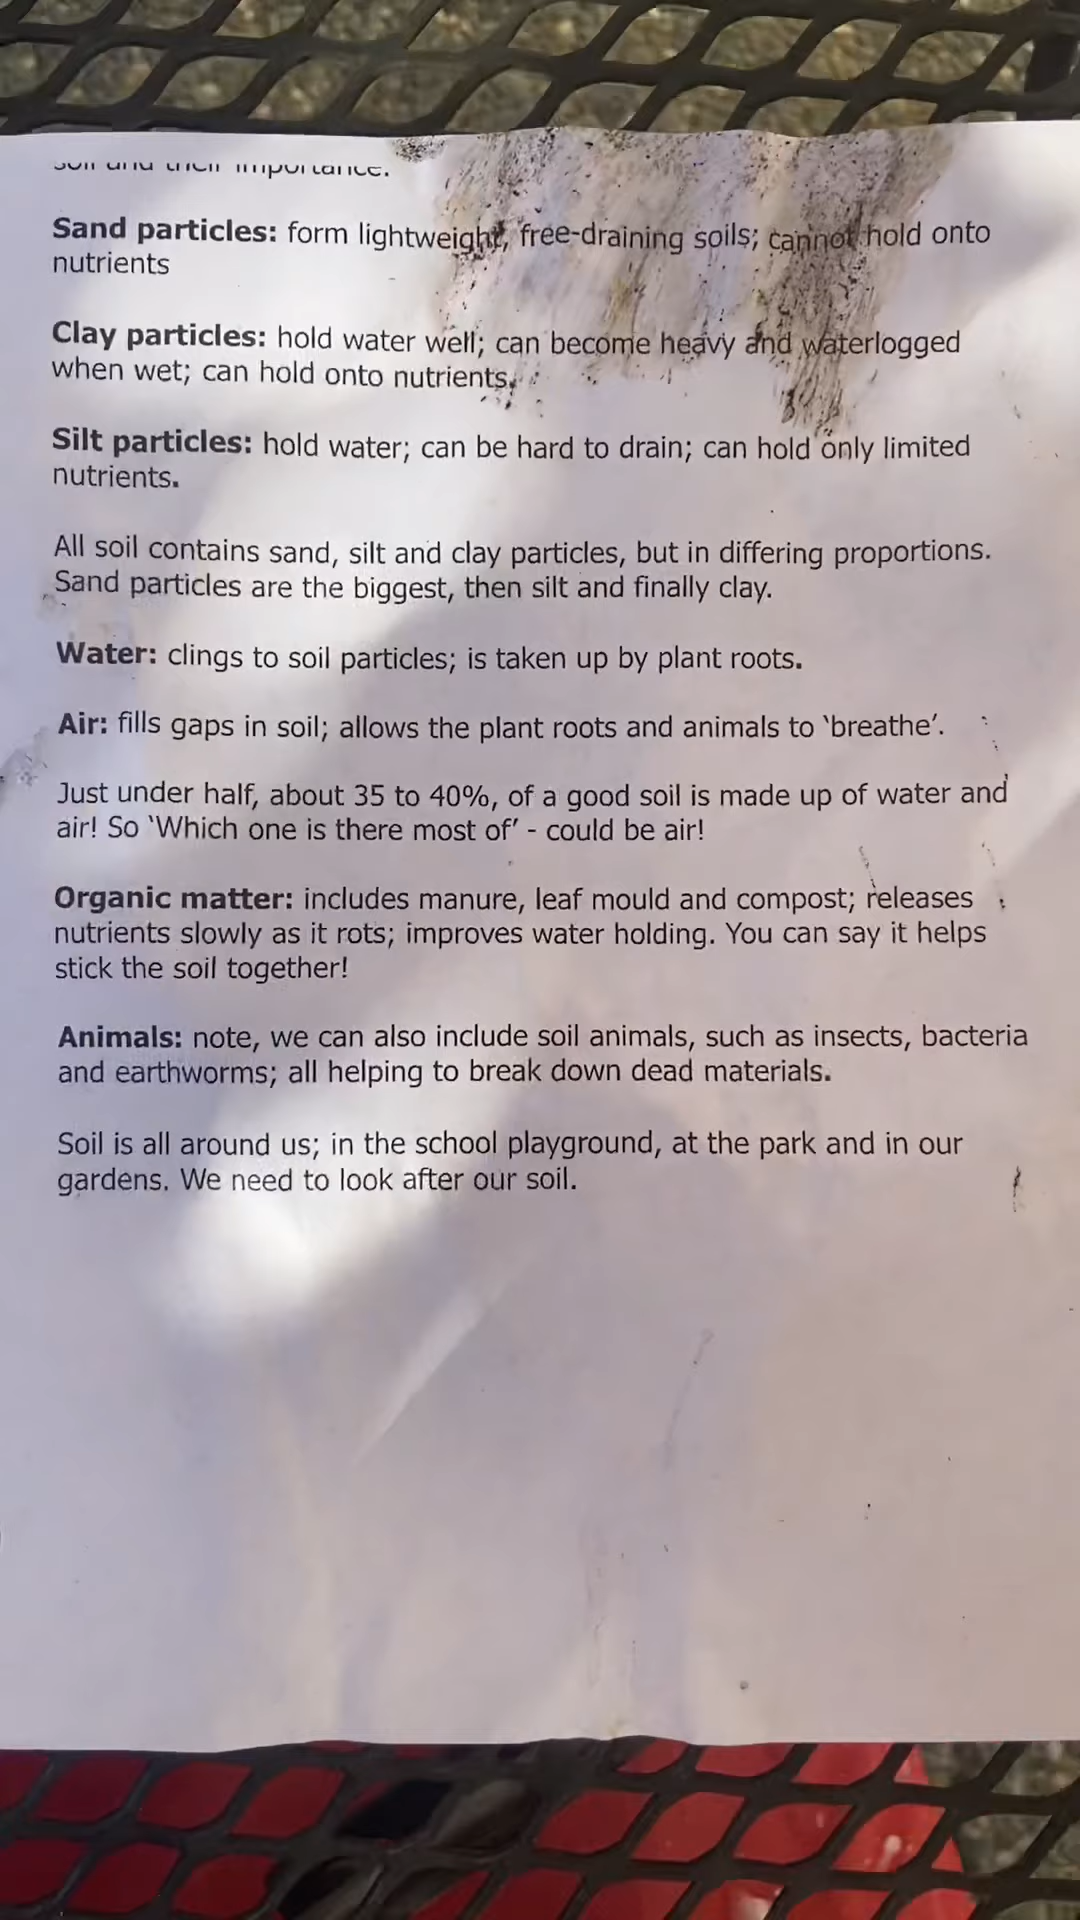 soil and their importance.
Sand particles: form lightweight, free-draining soils; cannot hold onto
nutrients
Clay particles: hold water well; can become heavy and waterlogged
when wet; can hold onto nutrients.
Silt particles: hold water; can be hard to drain; can hold only limited
nutrients.
All soil contains sand, silt and clay particles, but in differing proportions.
Sand particles are the biggest, then silt and finally clay.
Water: clings to soil particles; is taken up by plant roots.
Air: fills gaps in soil; allows the plant roots and animals to ‘breathe’.
Just under half, about 35 to 40%, of a good soil is made up of water and
air! So ‘Which one is there most of’ - could be air!
Organic matter: includes manure, leaf mould and compost; releases
nutrients slowly as it rots; improves water holding. You can say it helps
stick the soil together!
Animals: note, we can also include soil animals, such as insects, bacteria
and earthworms; all helping to break down dead materials.
Soil is all around us; in the school playground, at the park and in our
gardens. We need to look after our soil.